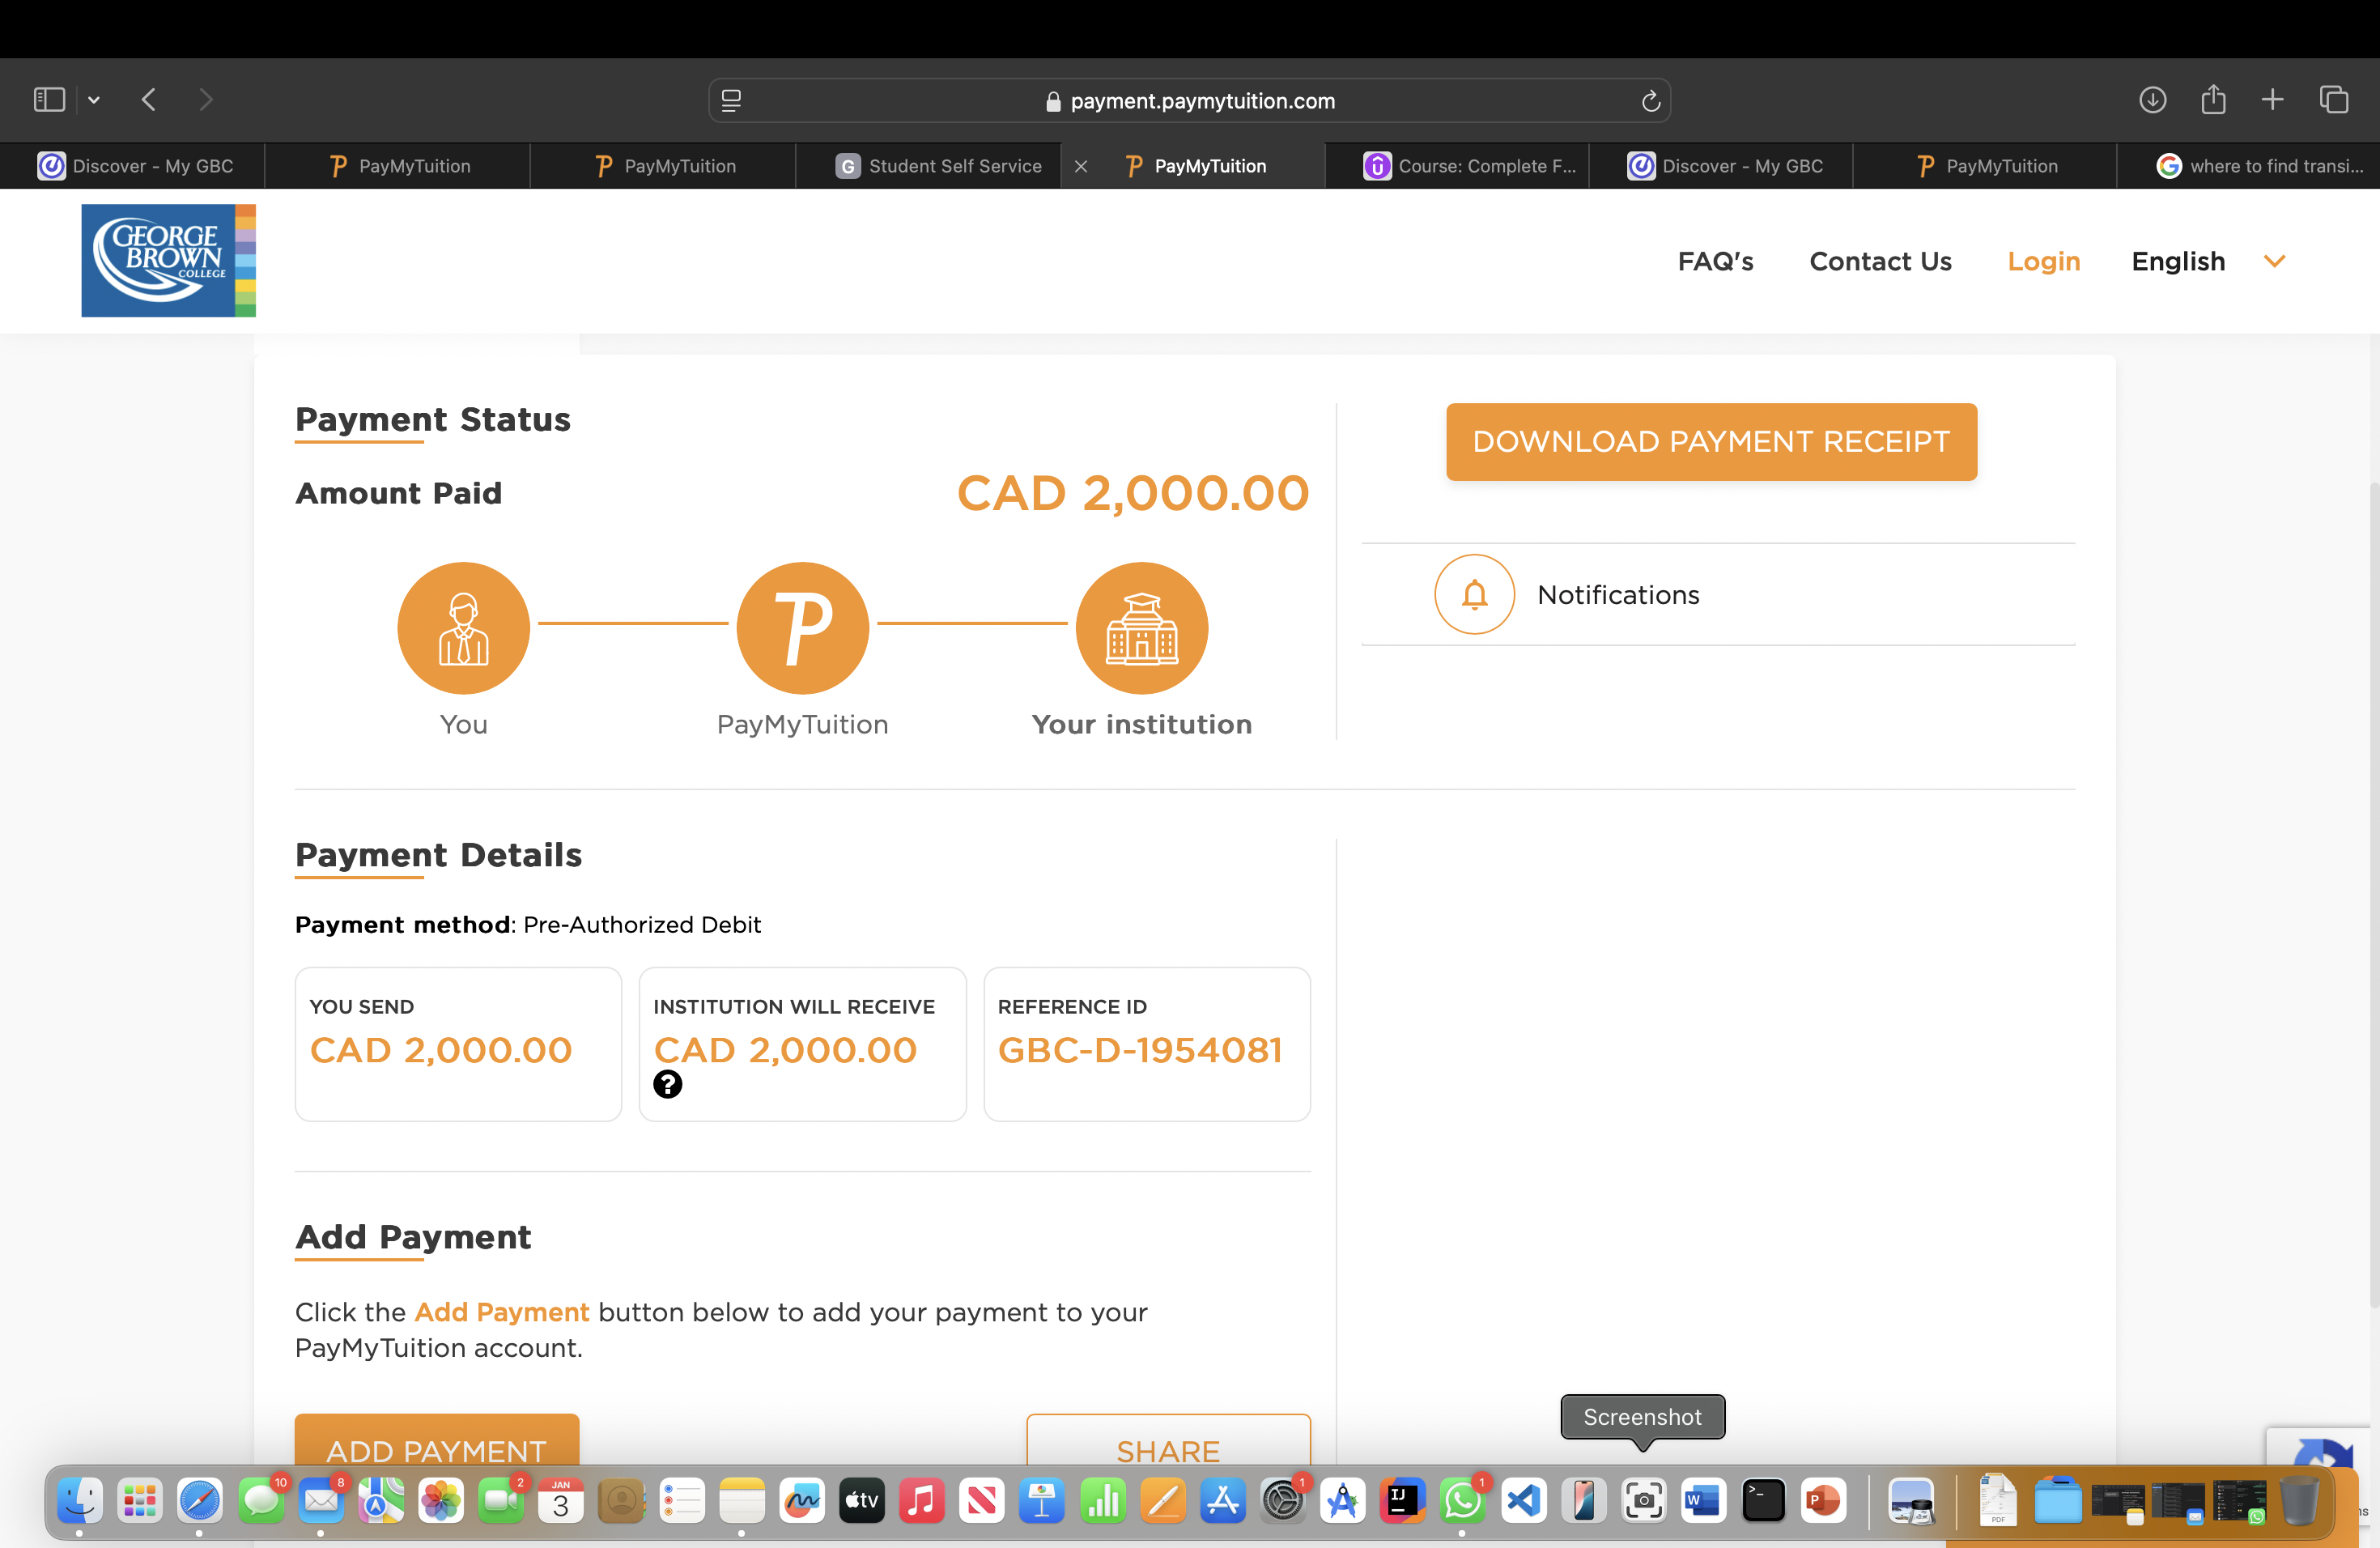 payment.paymytuition.com
Discover - My GBC
PayMyTuition
PayMyTuition
G Student Self Service
PayMyTuition
Course: Complete F...
Discover - My GBC
PayMyTuition
where to find transi...
GEORGE
BROWN
COLLEGE
FAQ's
Contact Us
Login
English
Payment Status
DOWNLOAD PAYMENT RECEIPT
Amount Paid
CAD 2,000.00
Notifications
You
PayMyTuition
Your institution
Payment Details
Payment method: Pre-Authorized Debit
YOU SEND
CAD 2,000.00
INSTITUTION WILL RECEIVE
CAD 2,000.00
?
REFERENCE ID
GBC-D-1954081
Add Payment
Click the Add Payment button below to add your payment to your
PayMyTuition account.
ADD PAYMENT
SHARE
Screenshot
10
8
2
JAN
3
tv
1
IJ
1
W
>_
P
PDF